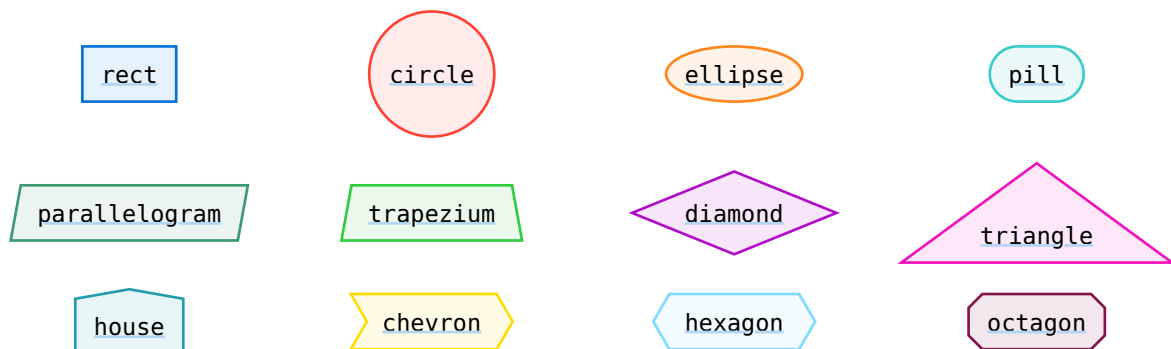 rect circle ellipse pill
parallelogram trapezium diamond triangle
house chevron hexagon octagon